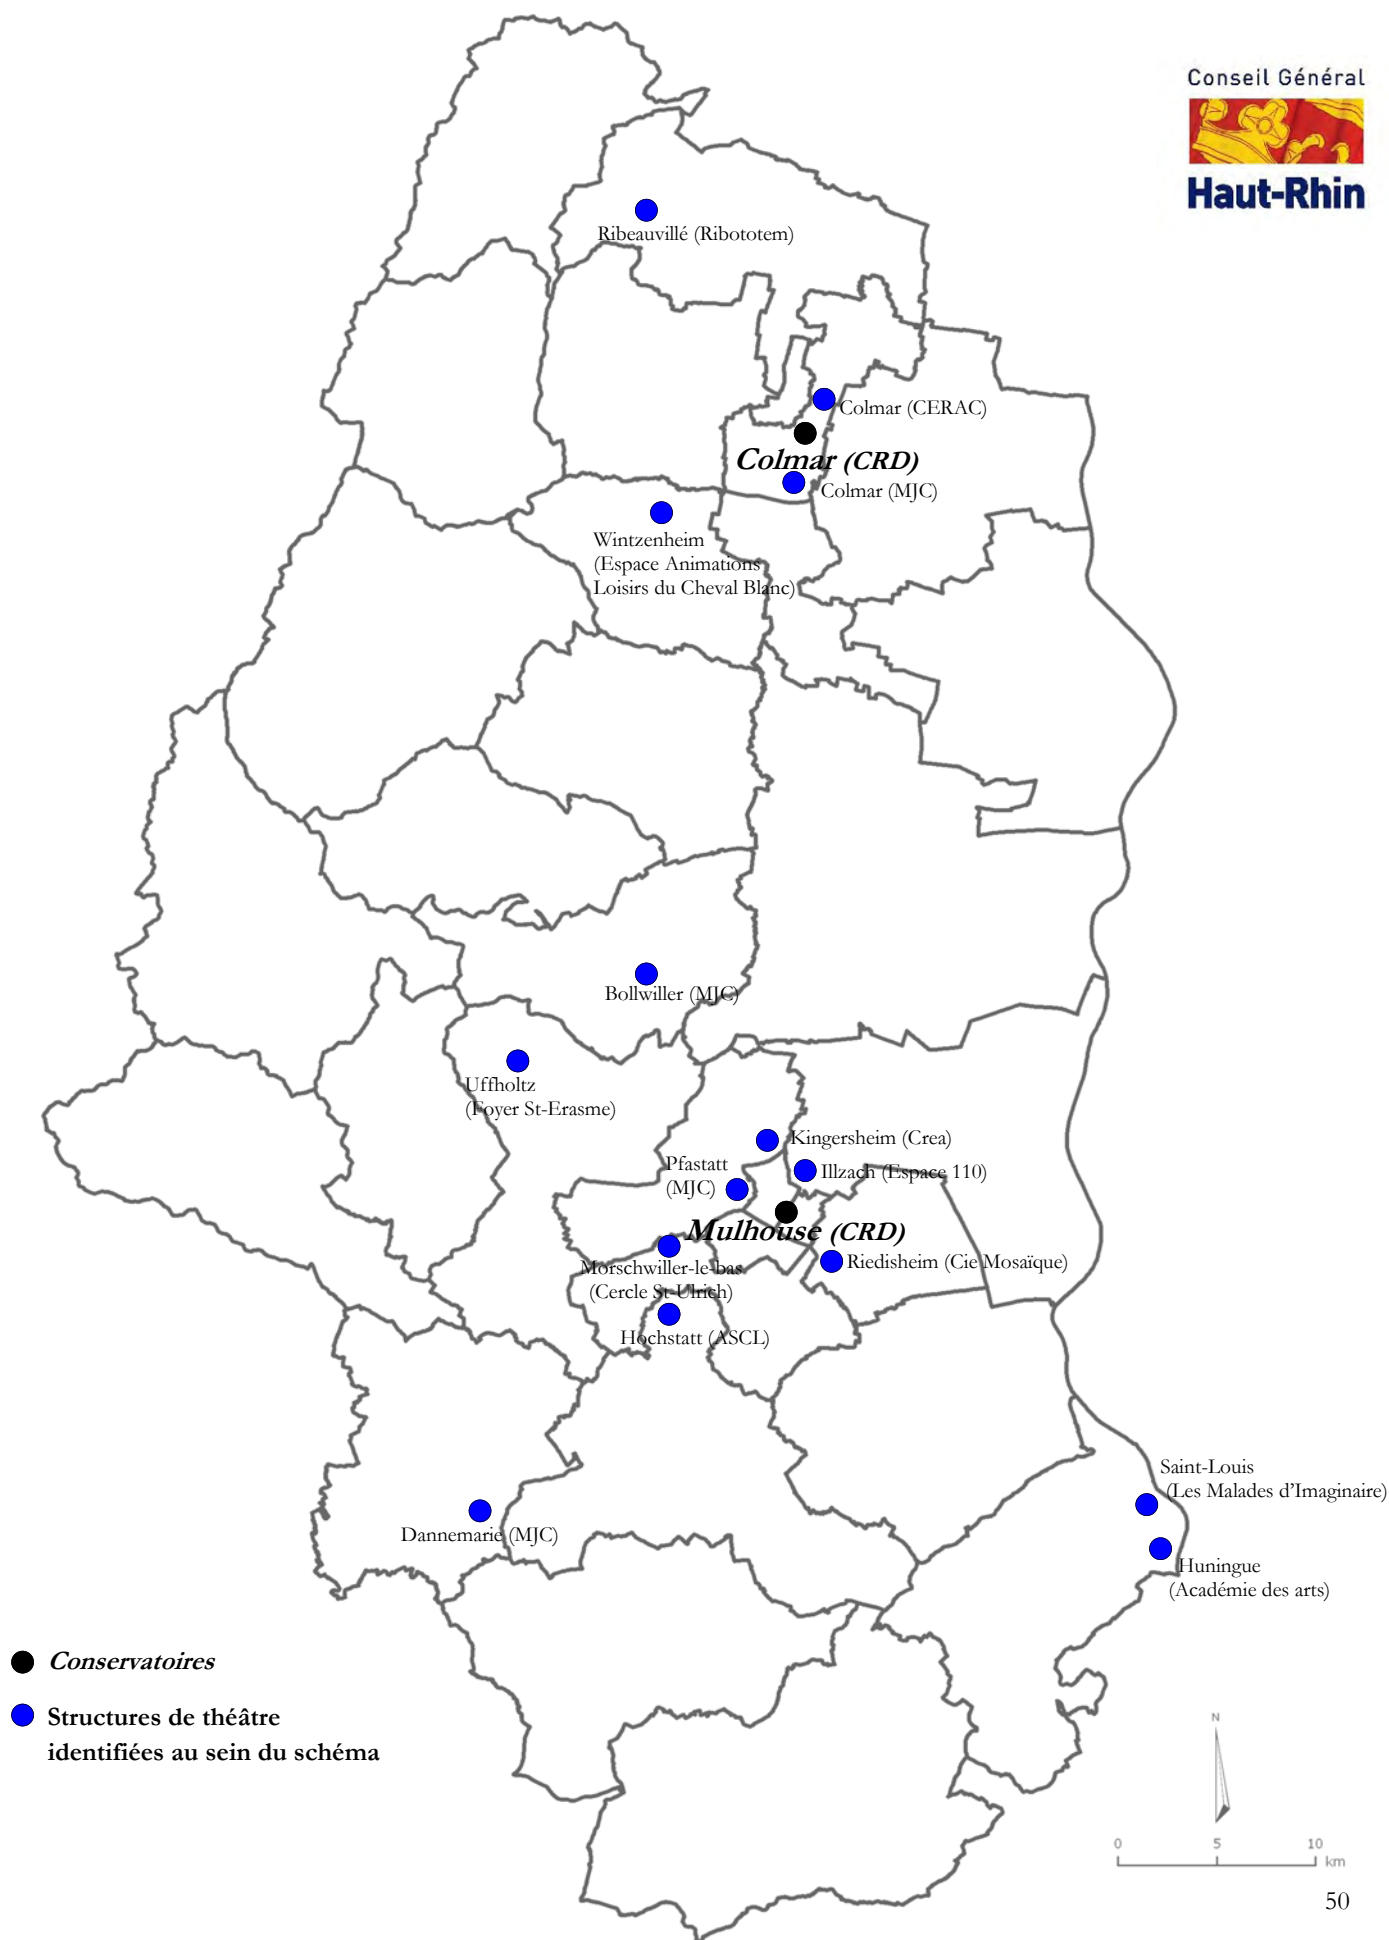 Conseil Général
Haut-Rhin
Ribeauvillé (Ribototem)
Colmar (CERAC)
Colmar (CRD)
Colmar (MJC)
Wintzenheim
(Espace Animations
Loisirs du Cheval Blanc)
Bollwiller (MJC)
Uffholtz
(Foyer St-Erasme)
Kingersheim (Crea)
Pfastatt
(MJC)
Illzach (Espace 110)
Mulhouse (CRD)
Riedisheim (Cie Mosaïque)
Morschwiller-le-bas
(Cercle St-Ulrich)
Hochstatt (ASCL)
Saint-Louis
(Les Malades d'Imaginaire)
Dannemarie (MJC)
Huningue
(Académie des arts)
Conservatoires
Structures de théâtre
identifiées au sein du schéma
N
0 5 10
km
50